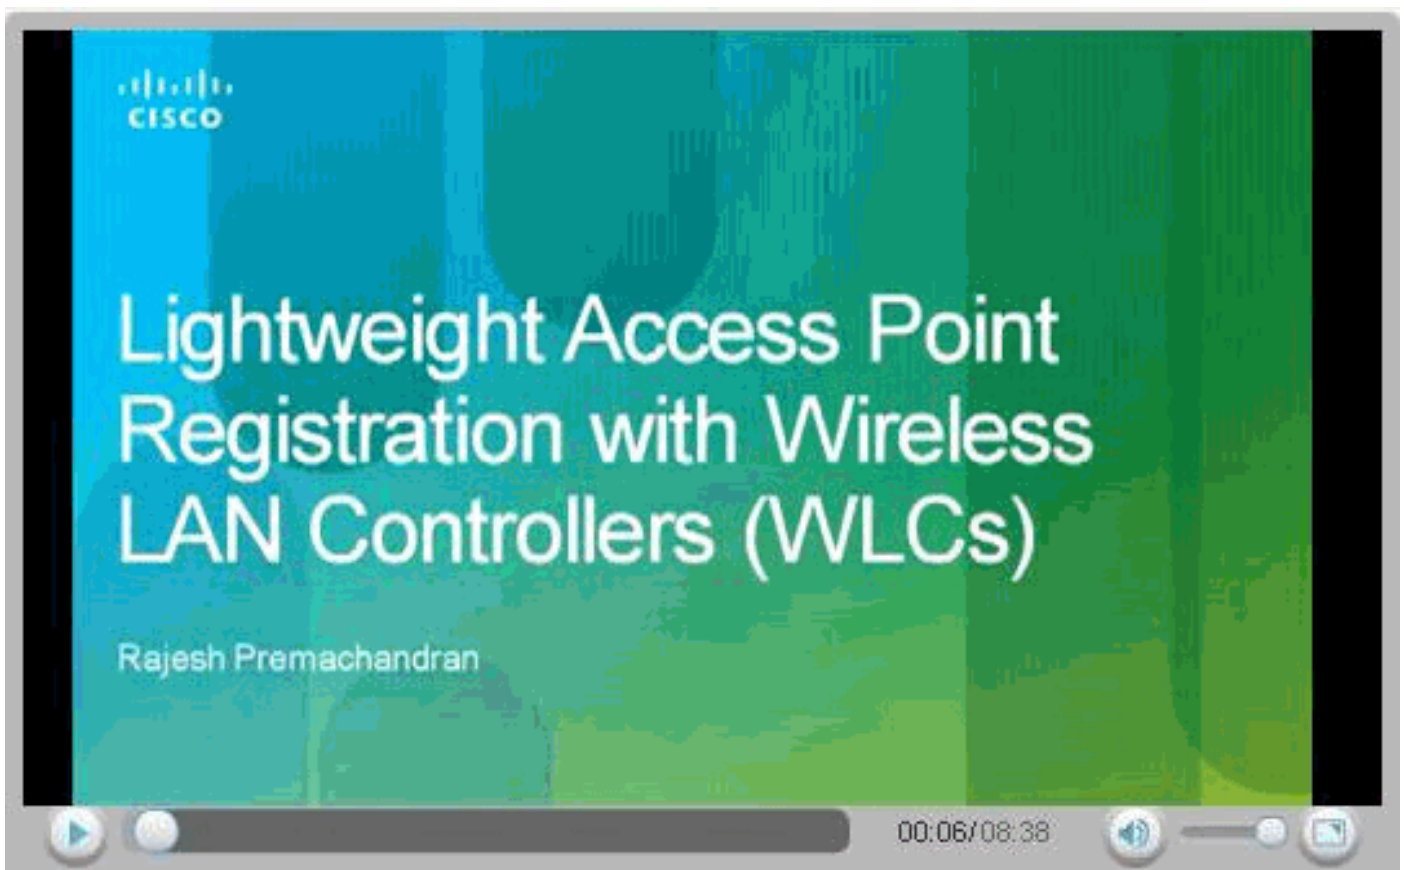 CISCO
Lightweight Access Point
Registration with Wireless
LAN Controllers (WLCs)
Rajesh Premachandran
00:06/08:38